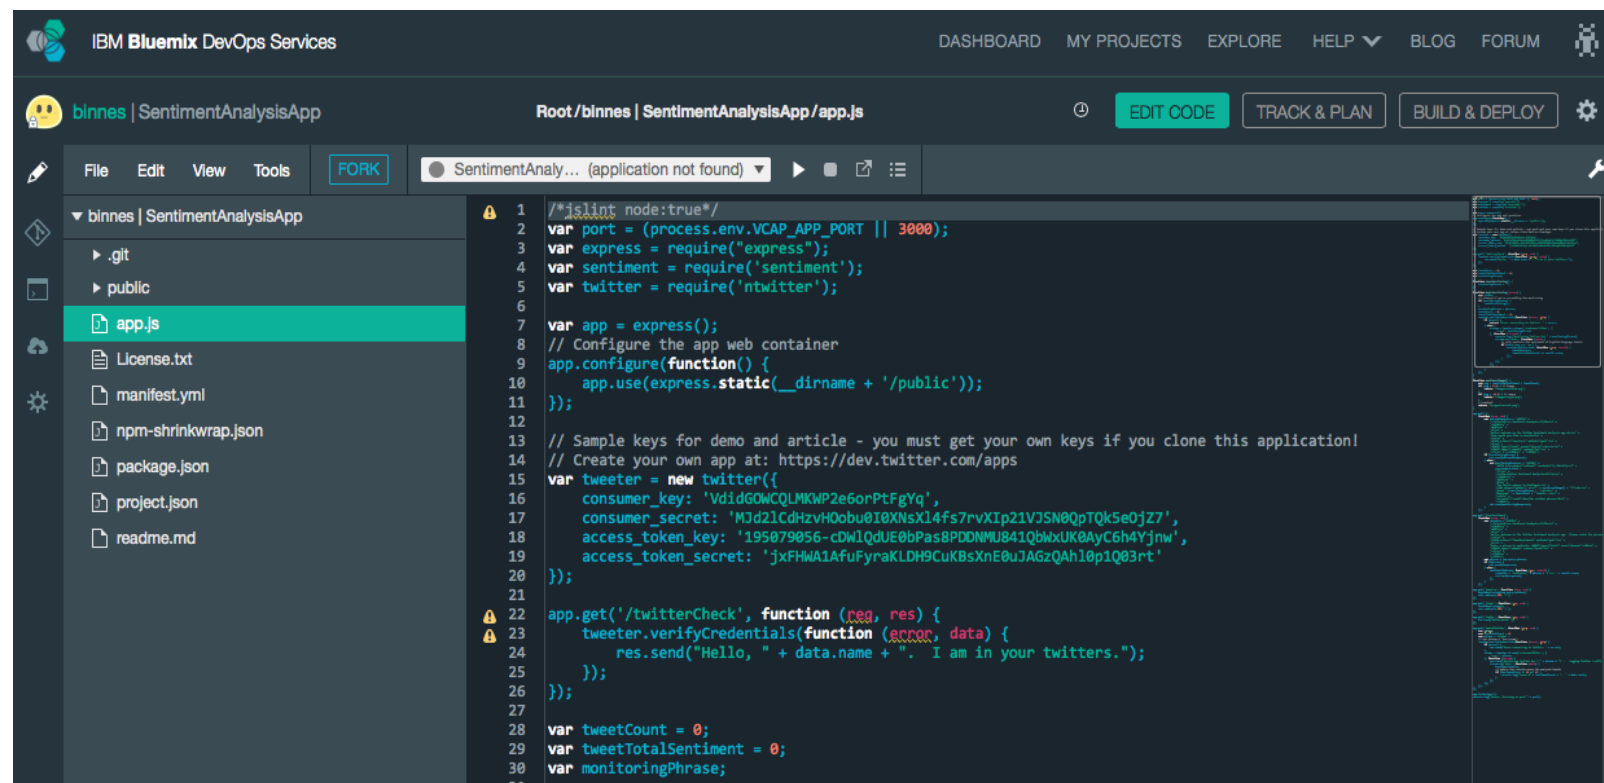 IBM Bluemix DevOps Services
DASHBOARD MY PROJECTS EXPLORE HELP BLOG FORUM
binnes | SentimentAnalysisApp
Root/binnes | SentimentAnalysisApp/app.js
EDIT CODE TRACK & PLAN BUILD & DEPLOY
File Edit View Tools FORK
SentimentAnaly... (application not found)
binnes | SentimentAnalysisApp
.git
public
app.js
License.txt
manifest.yml
npm-shrinkwrap.json
package.json
project.json
readme.md
1 /*jslint node:true*/
2 var port = (process.env.VCAP_APP_PORT || 3000);
3 var express = require("express");
4 var sentiment = require('sentiment');
5 var twitter = require('ntwitter');
6
7 var app = express();
8 // Configure the app web container
9 app.configure(function() {
10 app.use(express.static(__dirname + '/public'));
11 });
12
13 // Sample keys for demo and article - you must get your own keys if you clone this application!
14 // Create your own app at: https://dev.twitter.com/apps
15 var tweeter = new twitter({
16 consumer_key: 'VdidGOWCQLMKWP2e6orPtFgYq',
17 consumer_secret: 'MJd2lCdHzvHOobu0I0XNsXl4fs7rvXIp21VJSN0QpTQk5eOjZ7',
18 access_token_key: '195079056-cDWlQdUE0bPas8PDDNMU841QbWxUK0AyC6h4Yjnw',
19 access_token_secret: 'jxFHWA1AfuFyraKLDH9CuKBsXnE0uJAGzQAhl0p1Q03rt'
20 });
21
22 app.get('/twitterCheck', function (req, res) {
23 tweeter.verifyCredentials(function (error, data) {
24 res.send("Hello, " + data.name + ".  I am in your twitters.");
25 });
26 });
27
28 var tweetCount = 0;
29 var tweetTotalSentiment = 0;
30 var monitoringPhrase;